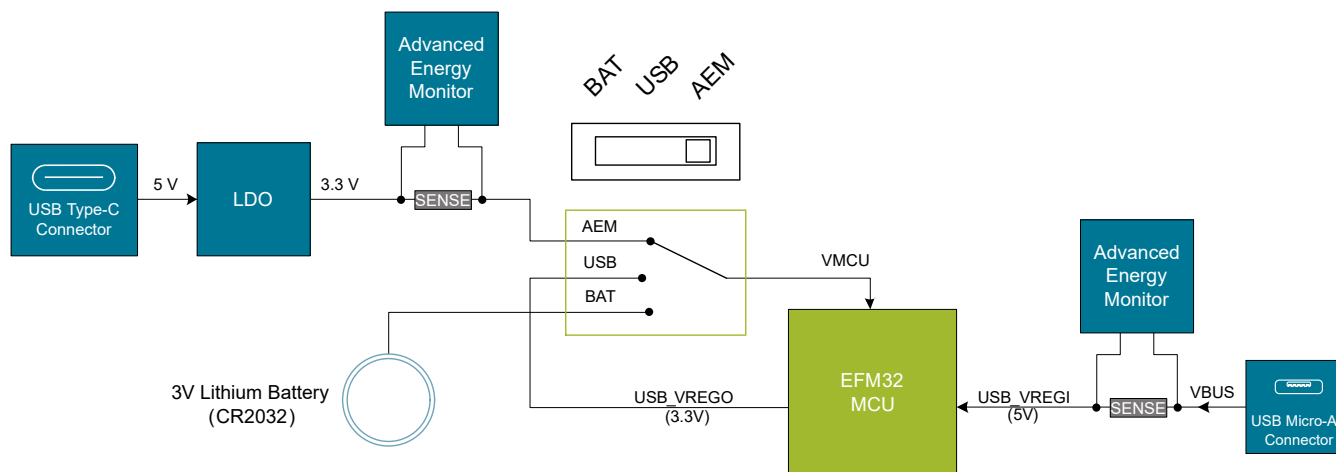 Advanced
Energy
Monitor
BAT
USB
AEM
USB Type-C
Connector
5 V
LDO
3.3 V
SENSE
AEM
USB
BAT
VMCU
3V Lithium Battery
(CR2032)
USB_VREGO
(3.3V)
EFM32
MCU
USB_VREGI
(5V)
Advanced
Energy
Monitor
SENSE
VBUS
USB Micro-A
Connector